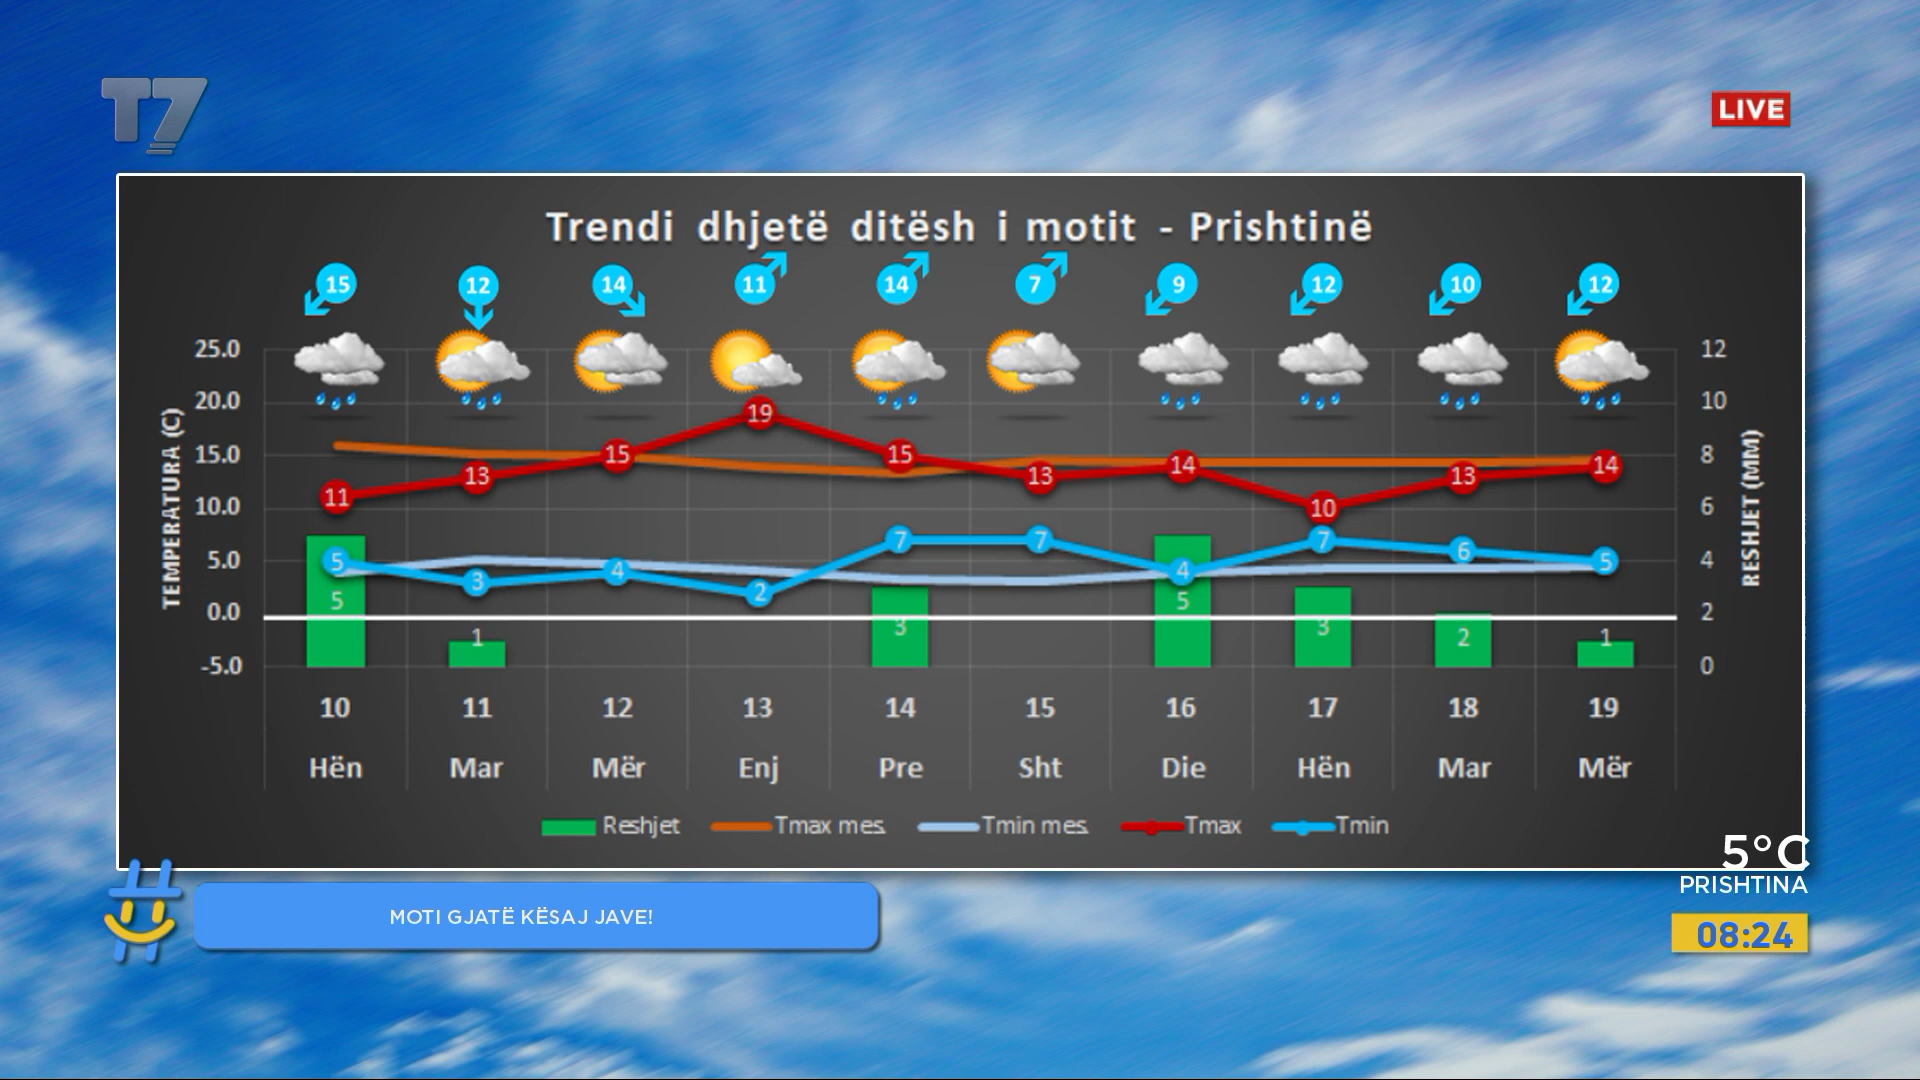 T7
LIVE
Trendi dhjetë ditësh i motit - Prishtinë
15 12 14 11 14 7 9 12 10 12
TEMPERATURA (C)
25.0
20.0
15.0
10.0
5.0
0.0
-5.0
12
10
8
6
4
2
0
RESHJET (MM)
11 13 15 19 15 13 14 10 13 14
5 3 4 2 7 7 4 7 6 5
5 1 3 5 3 2 1
10 11 12 13 14 15 16 17 18 19
Hën Mar Mër Enj Pre Sht Die Hën Mar Mër
Reshjet Tmax mes. Tmin mes. Tmax Tmin
5°C
PRISHTINA
MOTI GJATË KËSAJ JAVE!
08:24